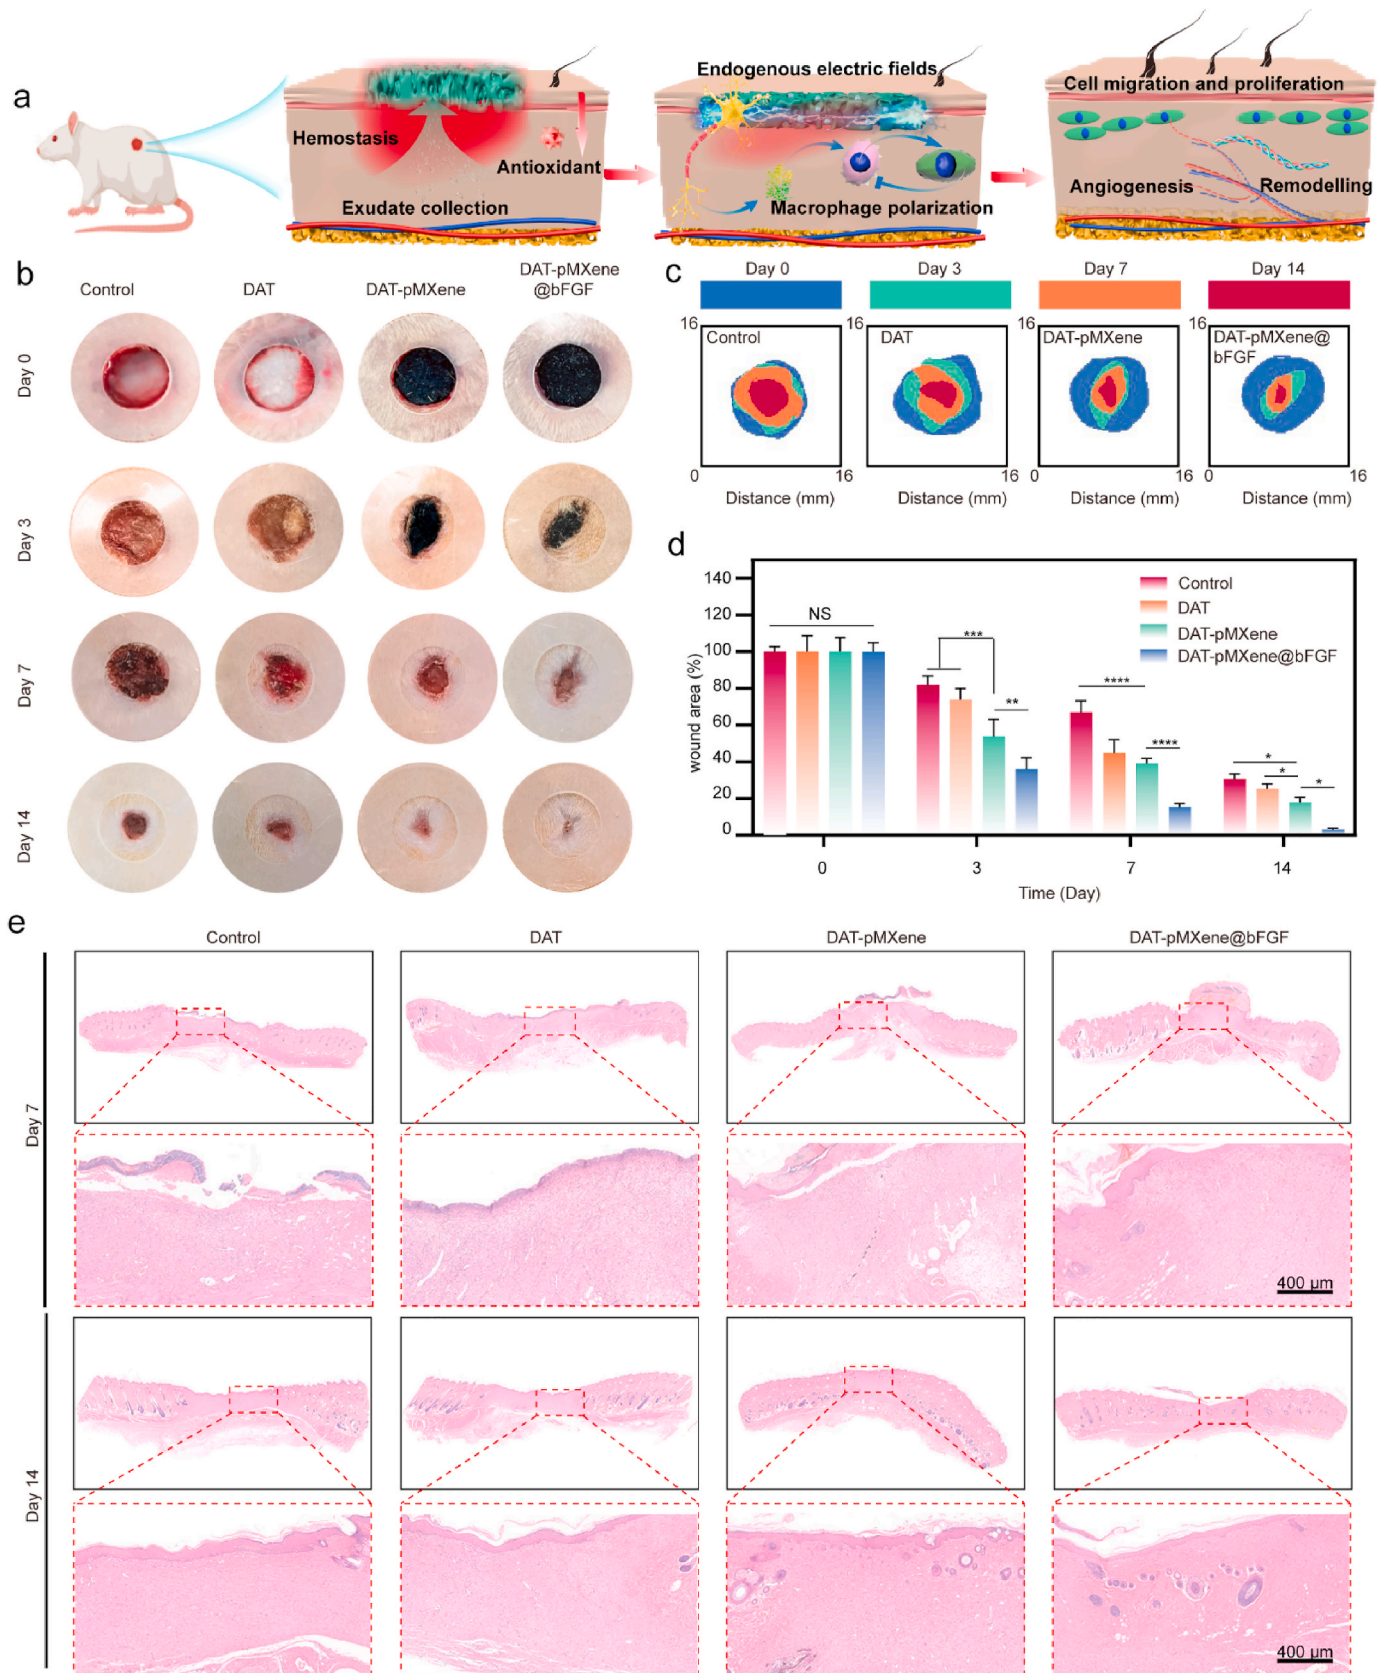 a
Hemostasis
Antioxidant
Exudate collection
Endogenous electric fields
Macrophage polarization
Cell migration and proliferation
Angiogenesis
Remodelling
b
Control
DAT
DAT-pMXene
DAT-pMXene
@bFGF
Day 0
Day 3
Day 7
Day 14
c
Day 0
Day 3
Day 7
Day 14
16
Control
0
16
Distance (mm)
16
DAT
16
Distance (mm)
16
DAT-pMXene
0
16
Distance (mm)
16
DAT-pMXene@
bFGF
0
16
Distance (mm)
d
wound area (%)
140
120
100
80
60
40
20
0
NS
***
**
****
****
*
*
*
Control
DAT
DAT-pMXene
DAT-pMXene@bFGF
0
3
7
14
Time (Day)
e
Control
DAT
DAT-pMXene
DAT-pMXene@bFGF
Day 7
400 μm
Day 14
400 μm